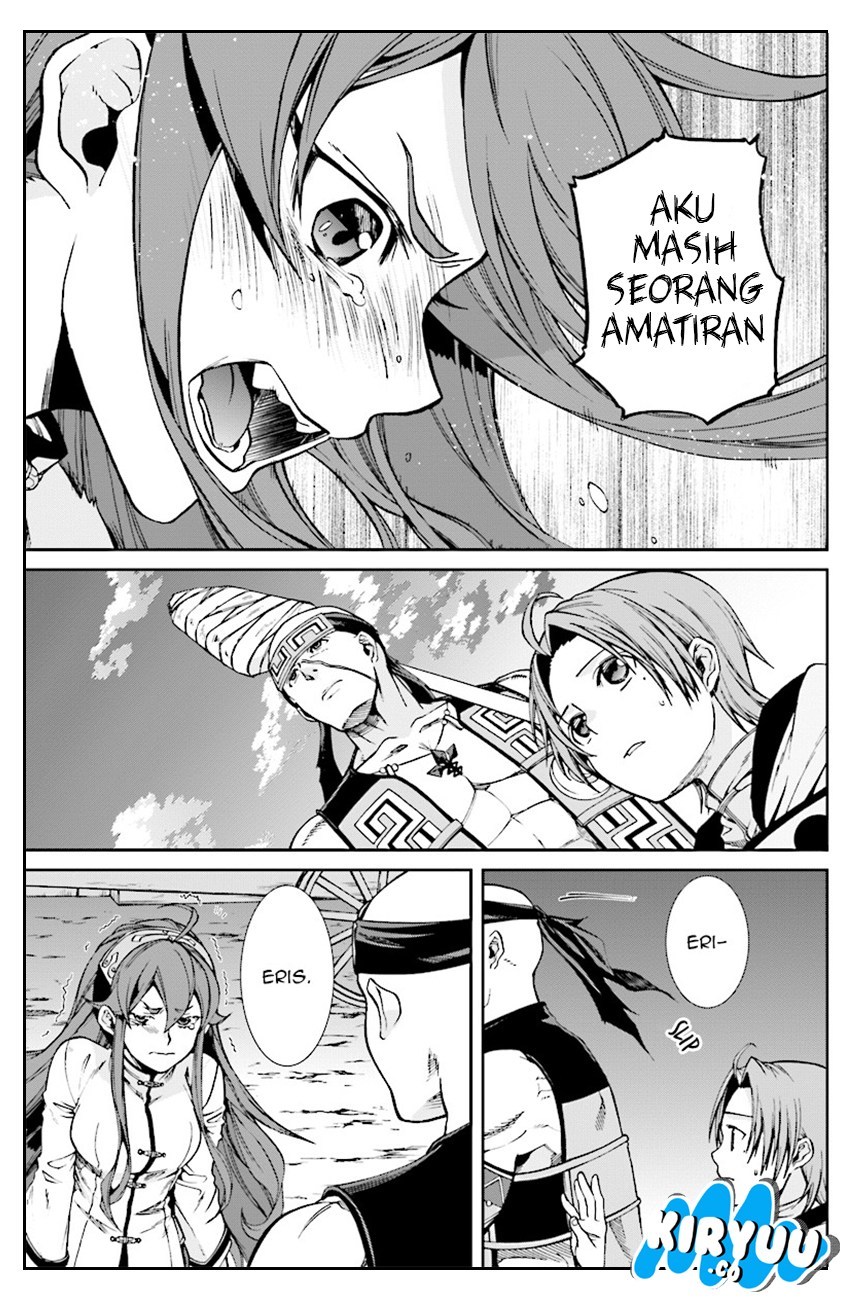 AKU
MASIH
SEORANG
AMATIRAN
ERI-
SLIP
ERIS.
KIRYUU
.CO